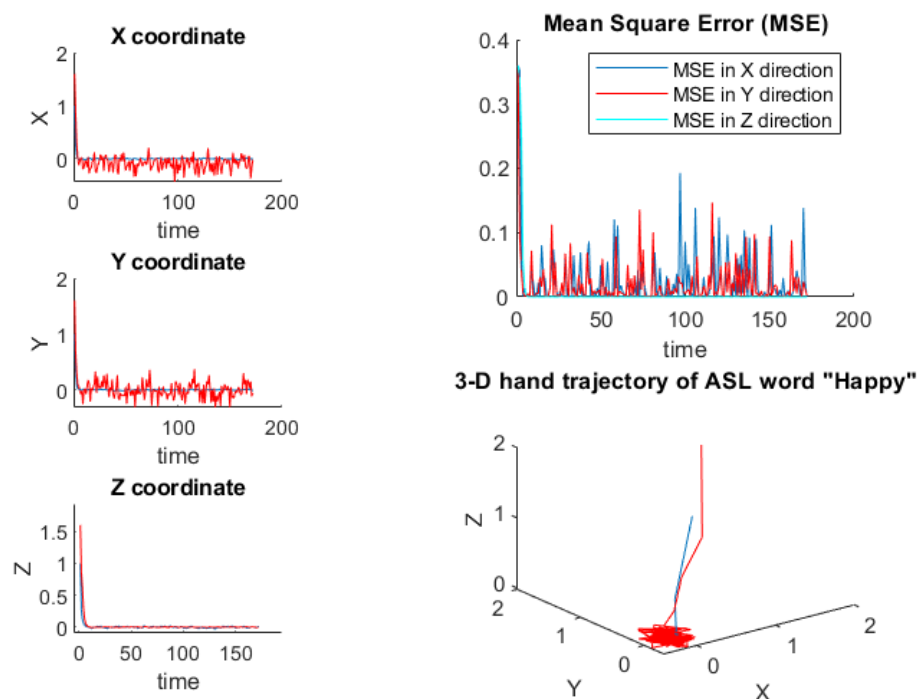 X coordinate
2
1
0
X
0
100
200
time
Y coordinate
2
1
0
Y
0
100
200
time
Z coordinate
1.5
1
0.5
0
Z
0
50
100
150
time
Mean Square Error (MSE)
0.4
0.3
0.2
0.1
0
MSE in X direction
MSE in Y direction
MSE in Z direction
0
50
100
150
200
time
3-D hand trajectory of ASL word "Happy"
2
1
0
Z
2
1
0
Y
0
1
2
X